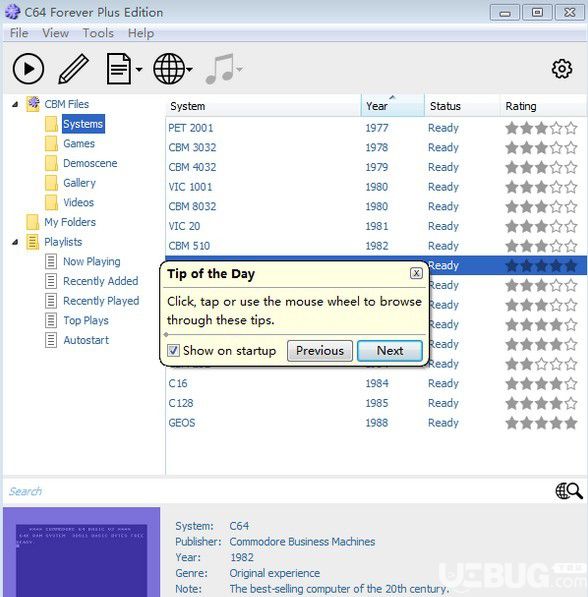 C64 Forever Plus Edition
File View Tools Help
CBM Files
Systems
Games
Demoscene
Gallery
Videos
My Folders
Playlists
Now Playing
Recently Added
Recently Played
Top Plays
Autostart
System Year Status Rating
PET 2001 1977 Ready
CBM 3032 1978 Ready
CBM 4032 1979 Ready
VIC 1001 1980 Ready
CBM 8032 1980 Ready
VIC 20 1981 Ready
CBM 510 1982 Ready
Ready
Ready
Ready
Ready
Ready
Ready
C16 1984 Ready
C128 1985 Ready
GEOS 1988 Ready
Tip of the Day
Click, tap or use the mouse wheel to browse
through these tips.
Show on startup Previous Next
Search
**** COMMODORE 64 BASIC V2 ****
64K RAM SYSTEM 38911 BASIC BYTES FREE
READY.
System: C64
Publisher: Commodore Business Machines
Year: 1982
Genre: Original experience
Note: The best-selling computer of the 20th century.
UEBUG
.com